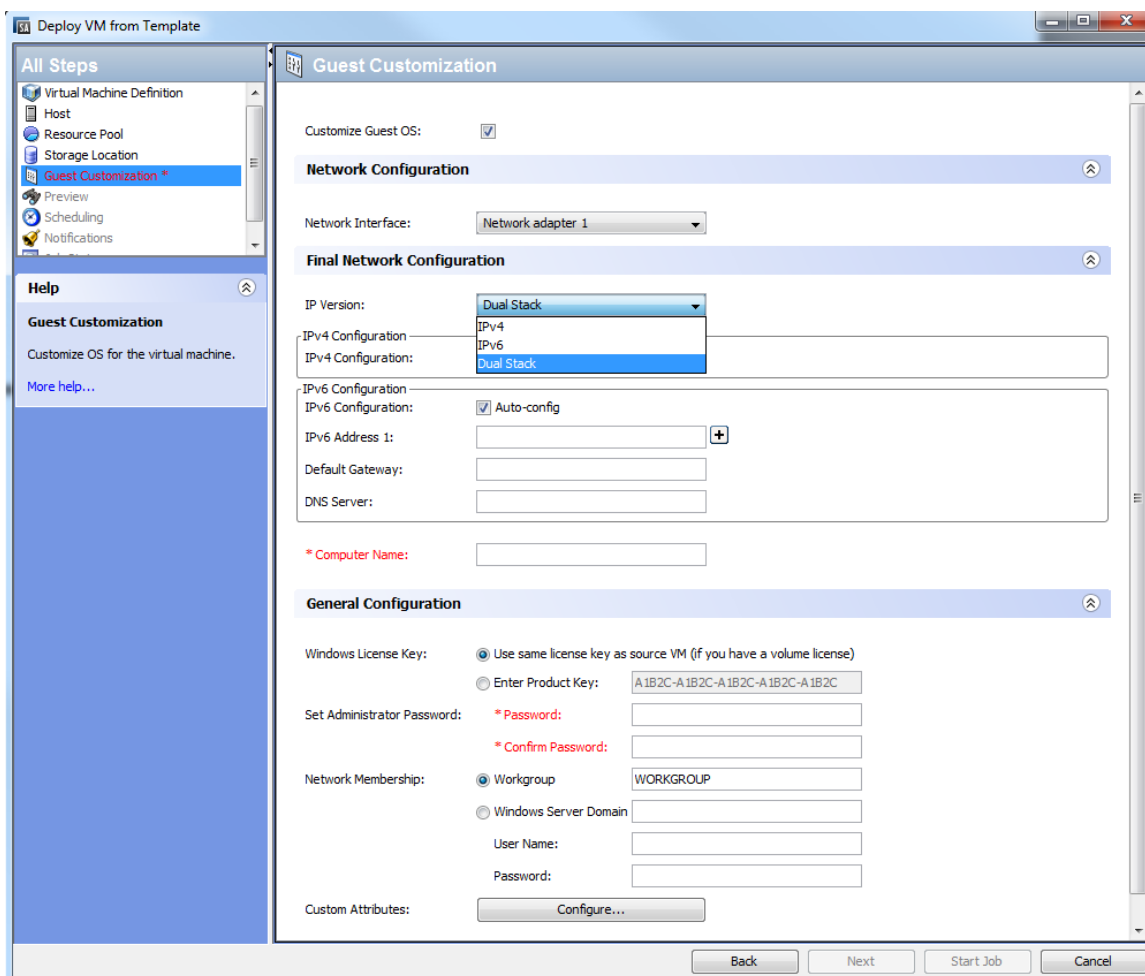 SA Deploy VM from Template
All Steps
Virtual Machine Definition
Host
Resource Pool
Storage Location
Guest Customization *
Preview
Scheduling
Notifications
Help
Guest Customization
Customize OS for the virtual machine.
More help...
Guest Customization
Customize Guest OS:
Network Configuration
Network Interface: Network adapter 1
Final Network Configuration
IP Version: Dual Stack
IPv4
IPv6
Dual Stack
IPv4 Configuration
IPv4 Configuration:
IPv6 Configuration
IPv6 Configuration: Auto-config
IPv6 Address 1:
Default Gateway:
DNS Server:
* Computer Name:
General Configuration
Windows License Key: Use same license key as source VM (if you have a volume license)
Enter Product Key: A1B2C-A1B2C-A1B2C-A1B2C-A1B2C
Set Administrator Password: * Password:
* Confirm Password:
Network Membership: Workgroup WORKGROUP
Windows Server Domain
User Name:
Password:
Custom Attributes: Configure...
Back Next Start Job Cancel